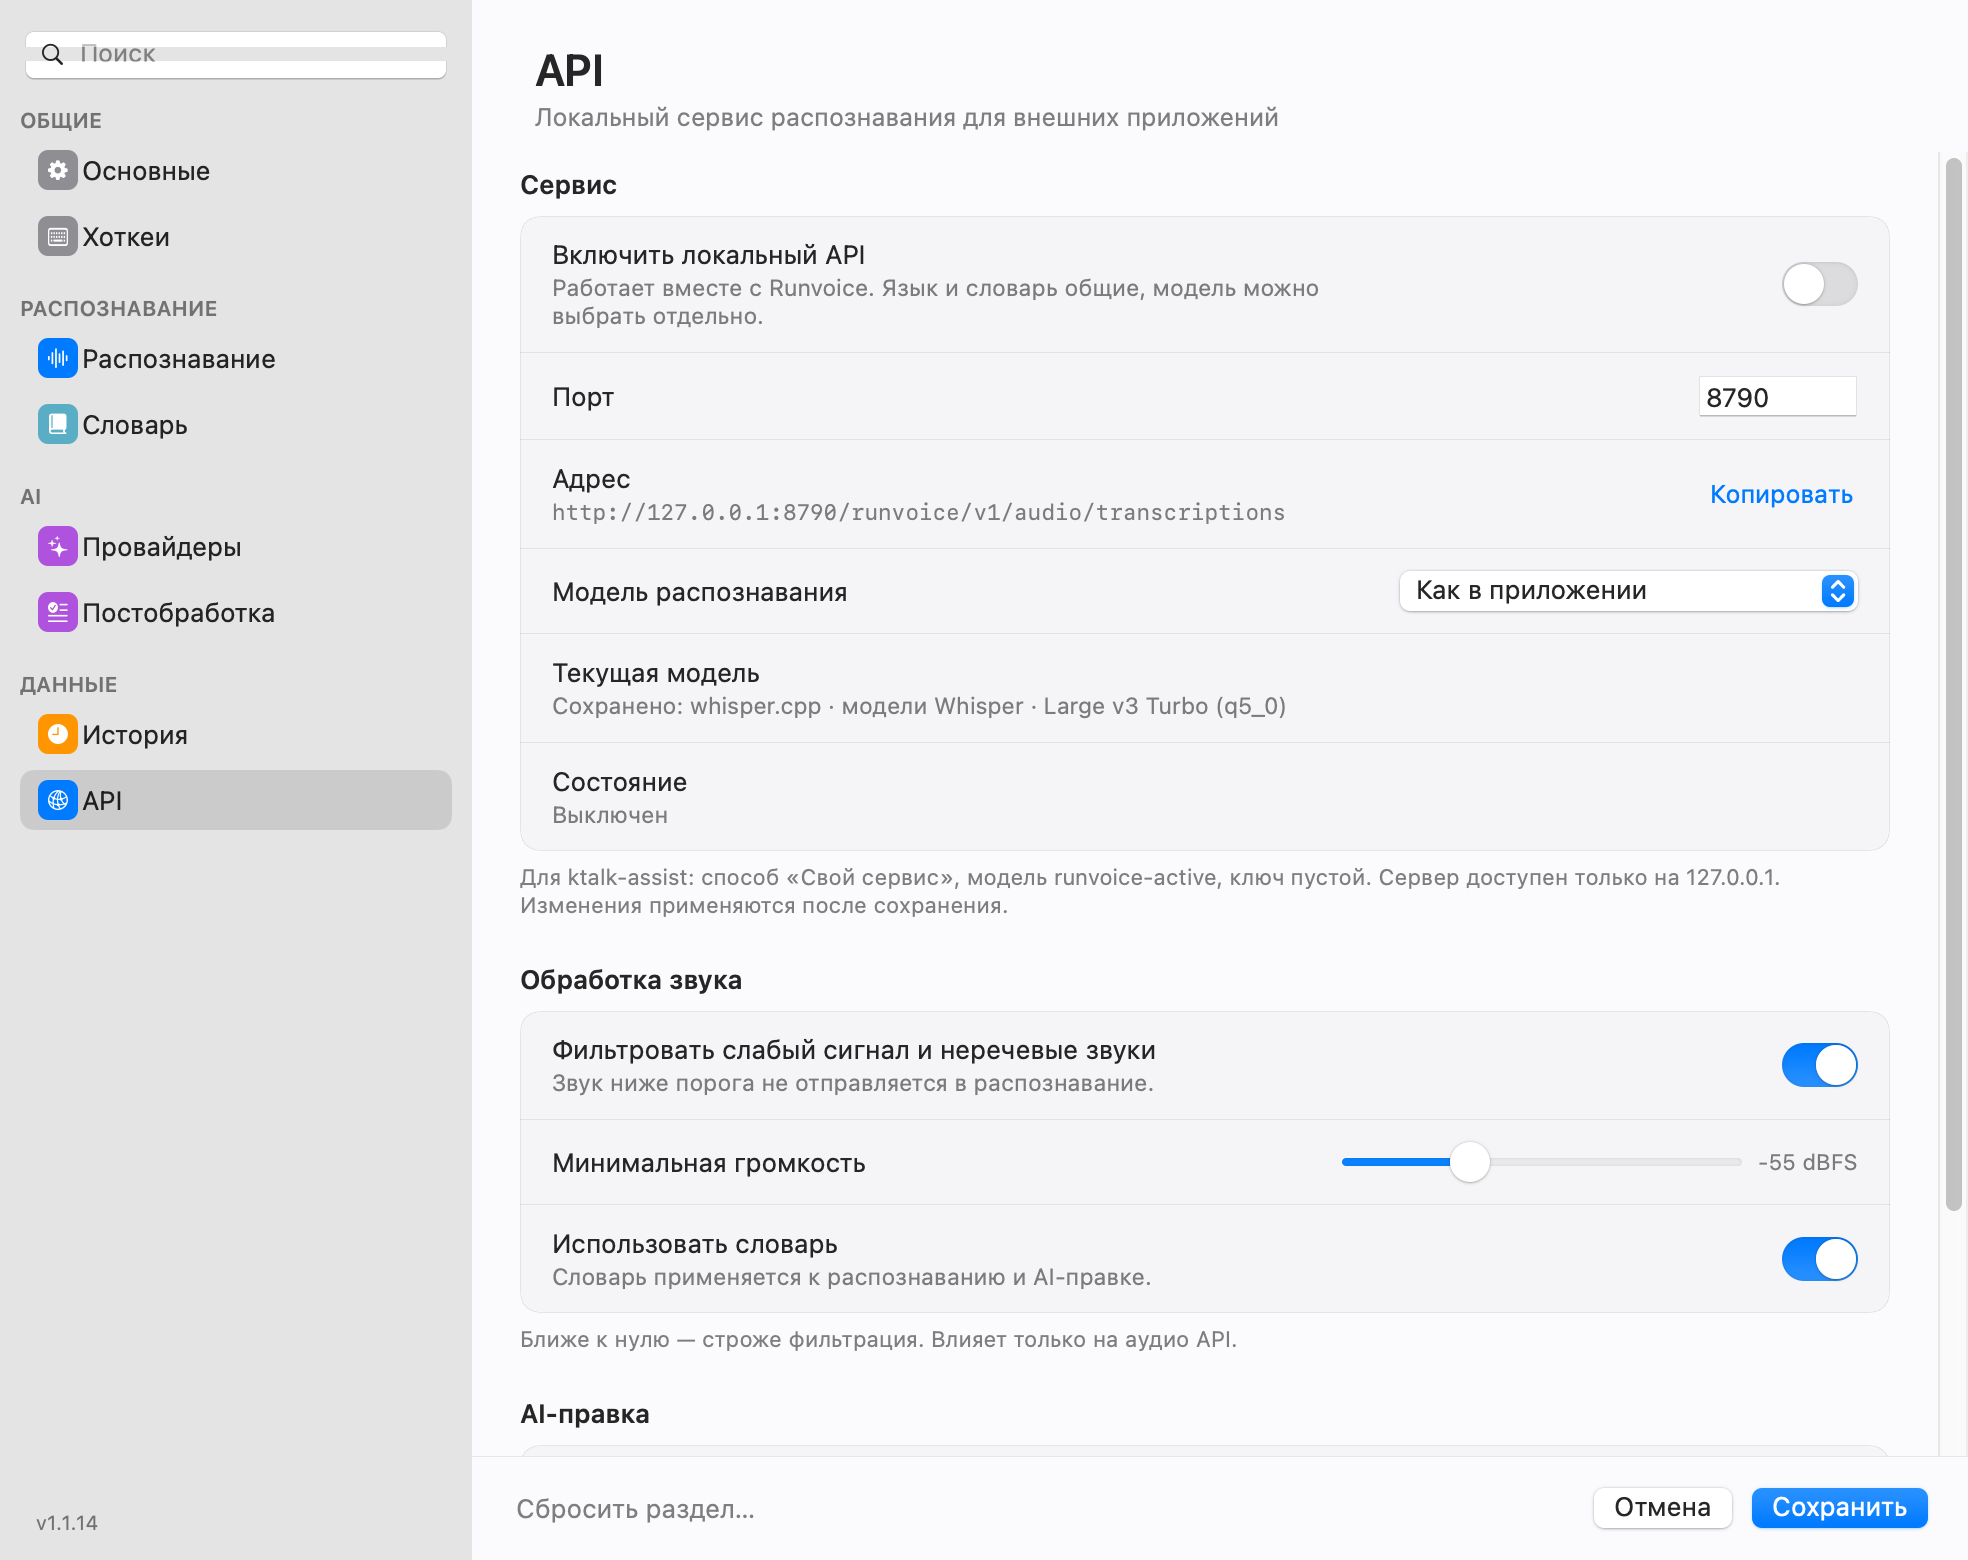 Поиск
ОБЩИЕ
Основные
Хоткеи
РАСПОЗНАВАНИЕ
Распознавание
Словарь
AI
Провайдеры
Постобработка
ДАННЫЕ
История
API
v1.1.14
API
Локальный сервис распознавания для внешних приложений
Сервис
Включить локальный API
Работает вместе с Runvoice. Язык и словарь общие, модель можно
выбрать отдельно.
Порт
8790
Адрес
http://127.0.0.1:8790/runvoice/v1/audio/transcriptions
Копировать
Модель распознавания
Как в приложении
Текущая модель
Сохранено: whisper.cpp · модели Whisper · Large v3 Turbo (q5_0)
Состояние
Выключен
Для ktalk-assist: способ «Свой сервис», модель runvoice-active, ключ пустой. Сервер доступен только на 127.0.0.1.
Изменения применяются после сохранения.
Обработка звука
Фильтровать слабый сигнал и неречевые звуки
Звук ниже порога не отправляется в распознавание.
Минимальная громкость
-55 dBFS
Использовать словарь
Словарь применяется к распознаванию и AI-правке.
Ближе к нулю — строже фильтрация. Влияет только на аудио API.
AI-правка
Сбросить раздел...
Отмена
Сохранить